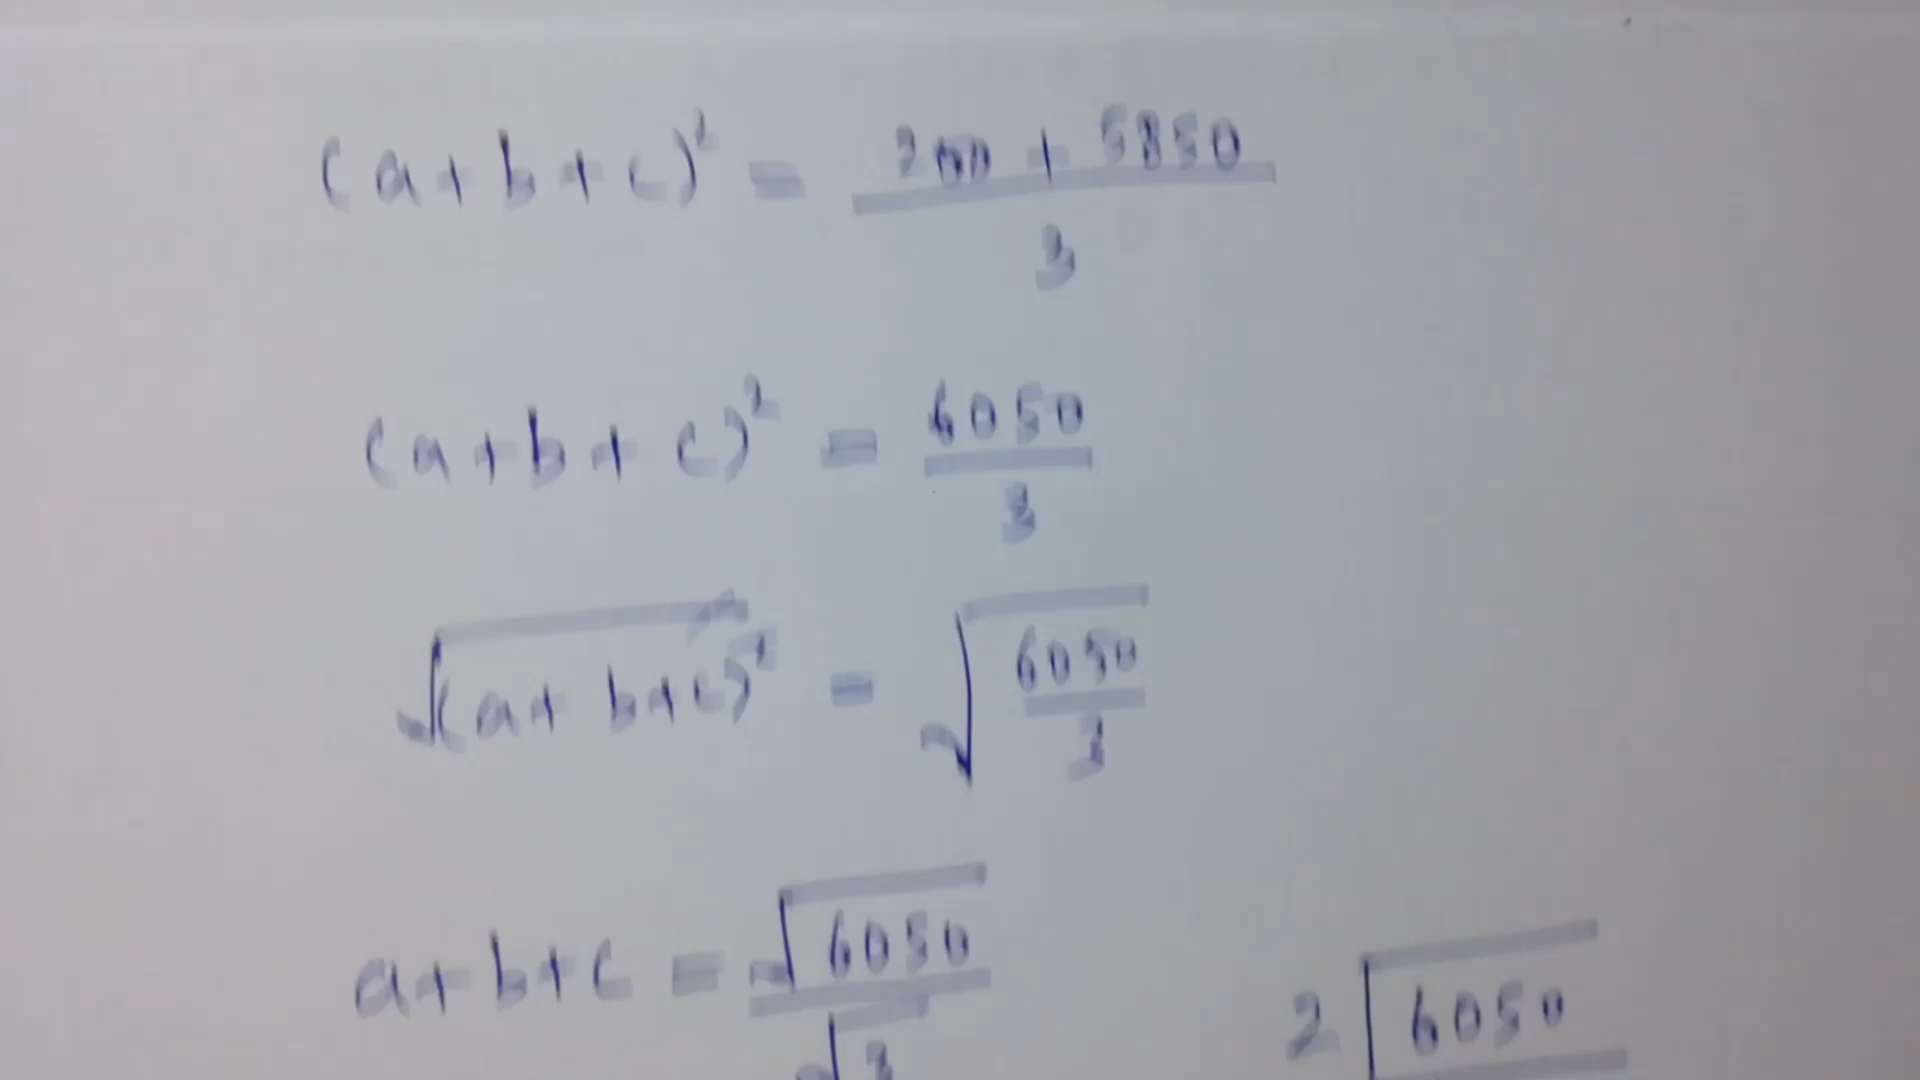 (a+b+c)² = 200 + 5850 / 3
(a+b+c)² = 6050 / 3
√(a+b+c)² = √6050 / 3
a+b+c = √6050 / √3
2 | 6050